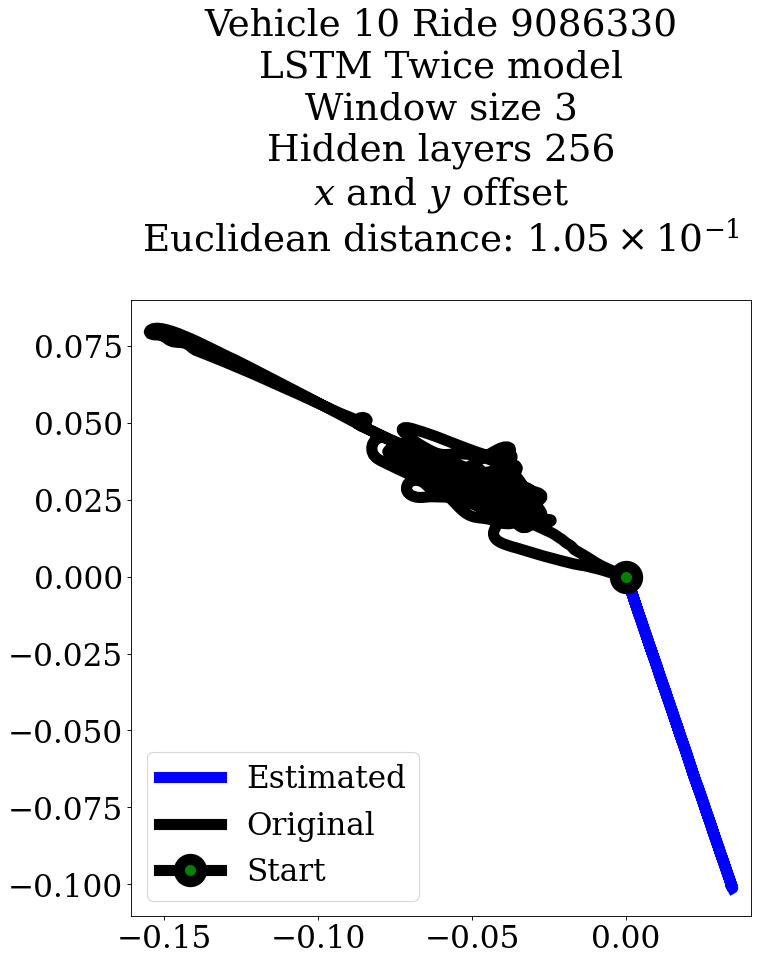 Vehicle 10 Ride 9086330
LSTM Twice model
Window size 3
Hidden layers 256
x and y offset
Euclidean distance: 1.05 × 10⁻¹
0.075
0.050
0.025
0.000
−0.025
−0.050
−0.075
−0.100
Estimated
Original
Start
−0.15 −0.10 −0.05 0.00